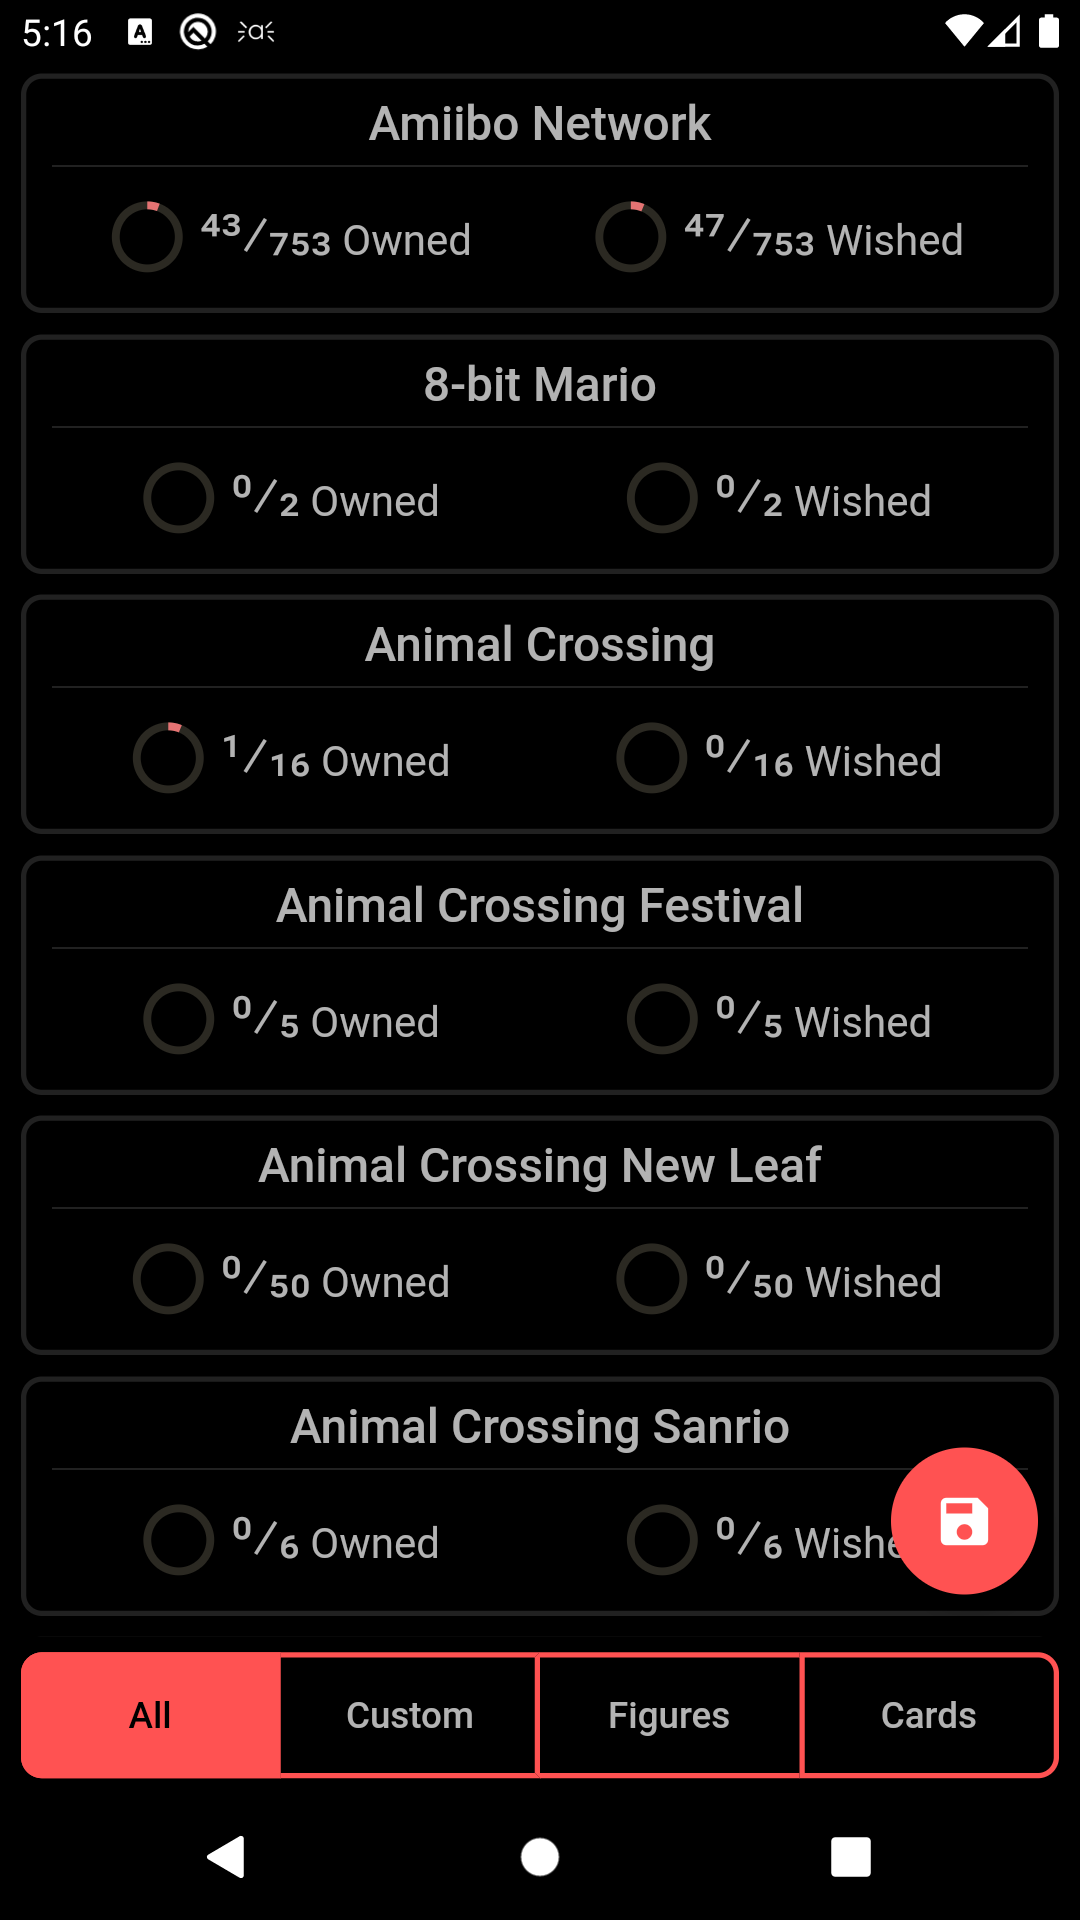 5:16
Amiibo Network
43/753 Owned 47/753 Wished
8-bit Mario
0/2 Owned 0/2 Wished
Animal Crossing
1/16 Owned 0/16 Wished
Animal Crossing Festival
0/5 Owned 0/5 Wished
Animal Crossing New Leaf
0/50 Owned 0/50 Wished
Animal Crossing Sanrio
0/6 Owned 0/6 Wishe
All Custom Figures Cards